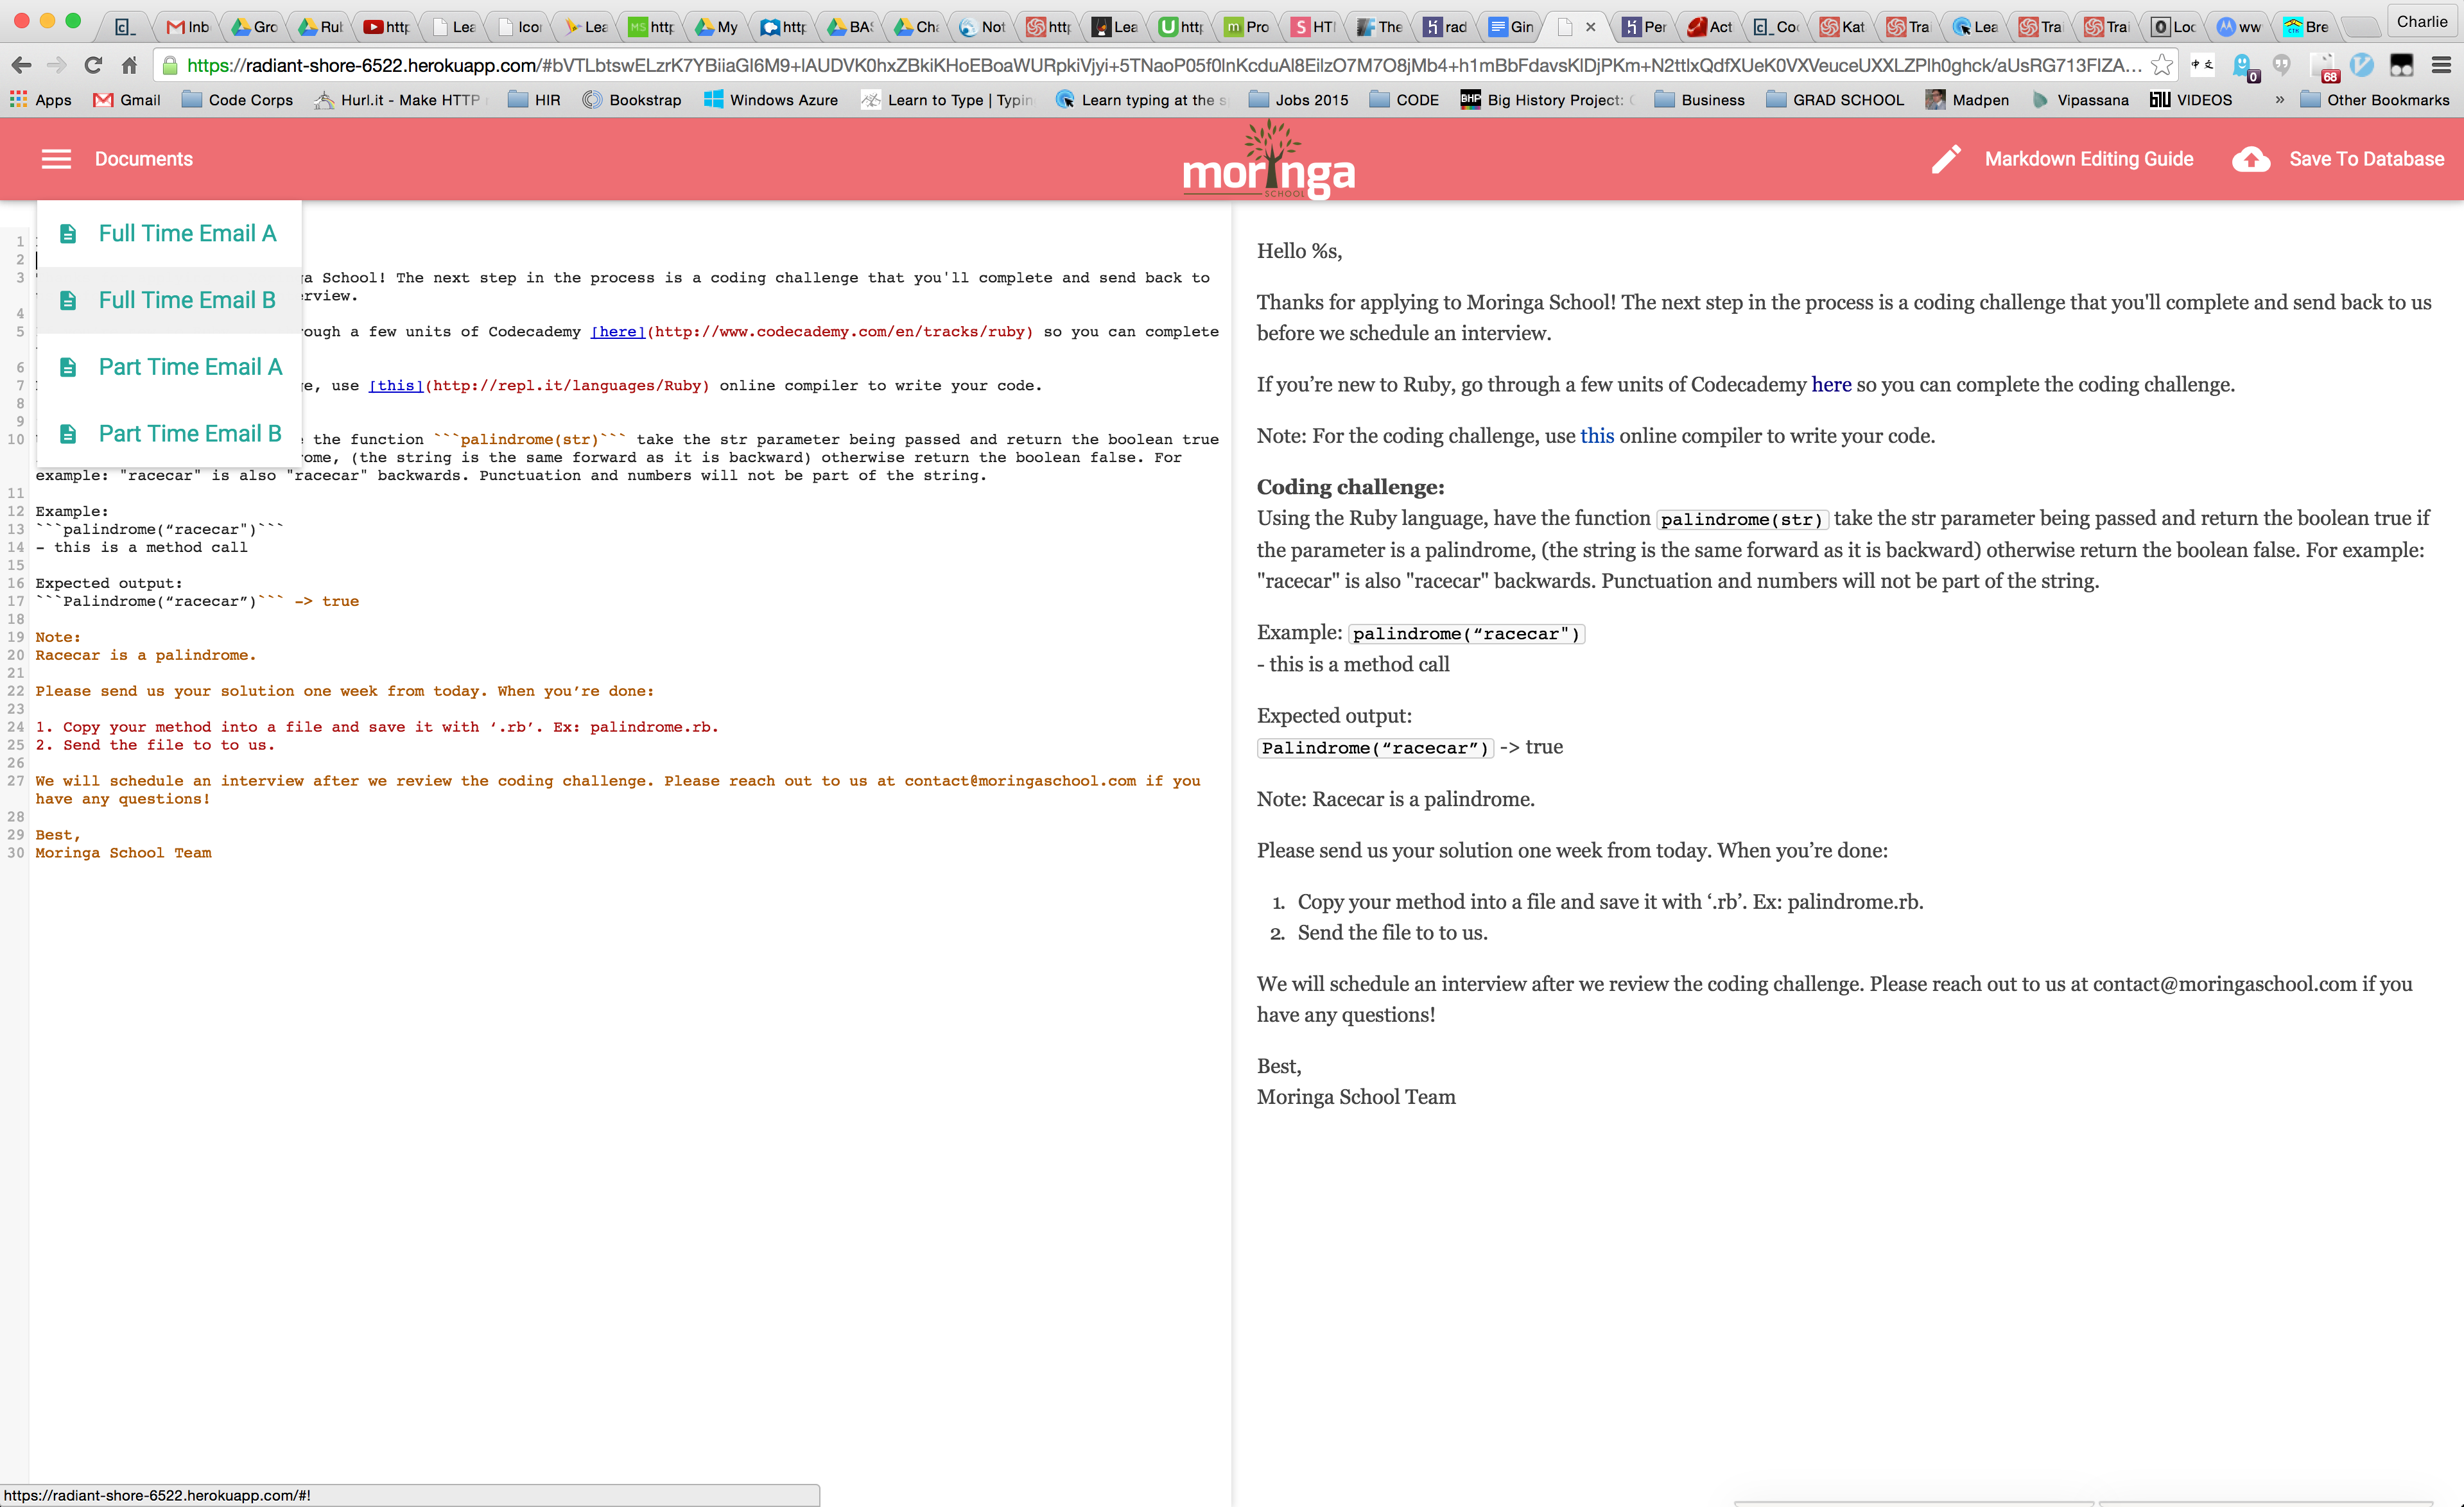 Inb
Gro
Rub
http
Lea
Icon
Lea
MS http
My
http
BAS
Cha
Not
http
Lea
http
m Pro
S HTI
The
rad
Gin
Per
Act
Co
Kat
Trai
Lea
Trai
Trai
Loc
ww
Bre
Charlie
https://radiant-shore-6522.herokuapp.com/
0
68
Apps
Gmail
Code Corps
Hurl.it - Make HTTP
HIR
Bookstrap
Windows Azure
Learn to Type | Typin
Learn typing at the s
Jobs 2015
CODE
BHP Big History Project:
Business
GRAD SCHOOL
Madpen
Vipassana
VIDEOS
» Other Bookmarks
Documents
moringa
SCHOOL
Markdown Editing Guide
Save To Database
Full Time Email A
Full Time Email B
Part Time Email A
Part Time Email B
1
2
3 a School! The next step in the process is a coding challenge that you'll complete and send back to
erview.
4
5 ough a few units of Codecademy [here](http://www.codecademy.com/en/tracks/ruby) so you can complete
6
7 e, use [this](http://repl.it/languages/Ruby) online compiler to write your code.
8
9
10 the function ```palindrome(str)``` take the str parameter being passed and return the boolean true
ome, (the string is the same forward as it is backward) otherwise return the boolean false. For
example: "racecar" is also "racecar" backwards. Punctuation and numbers will not be part of the string.
11
12 Example:
13 ```palindrome(“racecar")```
14 - this is a method call
15
16 Expected output:
17 ```Palindrome(“racecar”)``` -> true
18
19 Note:
20 Racecar is a palindrome.
21
22 Please send us your solution one week from today. When you’re done:
23
24 1. Copy your method into a file and save it with ‘.rb’. Ex: palindrome.rb.
25 2. Send the file to to us.
26
27 We will schedule an interview after we review the coding challenge. Please reach out to us at contact@moringaschool.com if you
have any questions!
28
29 Best,
30 Moringa School Team
Hello %s,
Thanks for applying to Moringa School! The next step in the process is a coding challenge that you'll complete and send back to us
before we schedule an interview.
If you’re new to Ruby, go through a few units of Codecademy here so you can complete the coding challenge.
Note: For the coding challenge, use this online compiler to write your code.
Coding challenge:
Using the Ruby language, have the function palindrome(str) take the str parameter being passed and return the boolean true if
the parameter is a palindrome, (the string is the same forward as it is backward) otherwise return the boolean false. For example:
"racecar" is also "racecar" backwards. Punctuation and numbers will not be part of the string.
Example: palindrome(“racecar")
- this is a method call
Expected output:
Palindrome(“racecar”) -> true
Note: Racecar is a palindrome.
Please send us your solution one week from today. When you’re done:
1. Copy your method into a file and save it with ‘.rb’. Ex: palindrome.rb.
2. Send the file to to us.
We will schedule an interview after we review the coding challenge. Please reach out to us at contact@moringaschool.com if you
have any questions!
Best,
Moringa School Team
https://radiant-shore-6522.herokuapp.com/#!